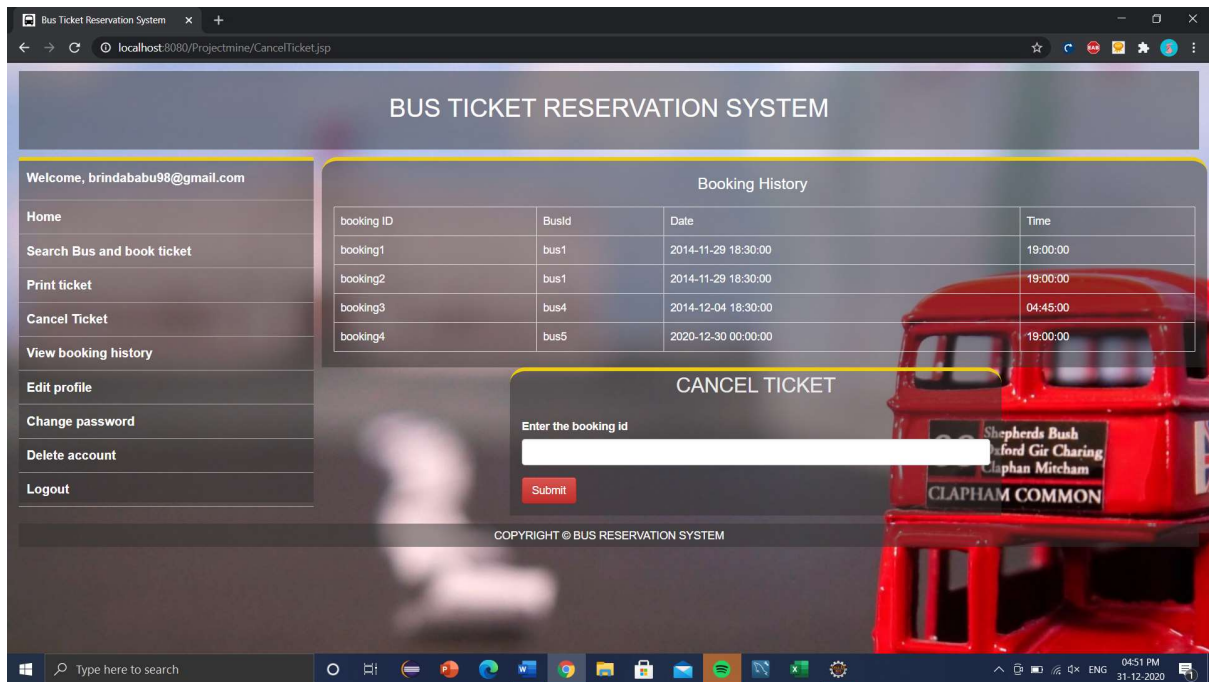 Bus Ticket Reservation System
localhost:8080/Projectmine/CancelTicket.jsp
BUS TICKET RESERVATION SYSTEM
Welcome, brindababu98@gmail.com
Home
Search Bus and book ticket
Print ticket
Cancel Ticket
View booking history
Edit profile
Change password
Delete account
Logout
Booking History
booking ID BusId Date Time
booking1 bus1 2014-11-29 18:30:00 19:00:00
booking2 bus1 2014-11-29 18:30:00 19:00:00
booking3 bus4 2014-12-04 18:30:00 04:45:00
booking4 bus5 2020-12-30 00:00:00 19:00:00
CANCEL TICKET
Enter the booking id
Submit
Shepherds Bush
ford Gir Charing
Claphan Mitcham
CLAPHAM COMMON
COPYRIGHT © BUS RESERVATION SYSTEM
Type here to search
ENG
04:51 PM
31-12-2020